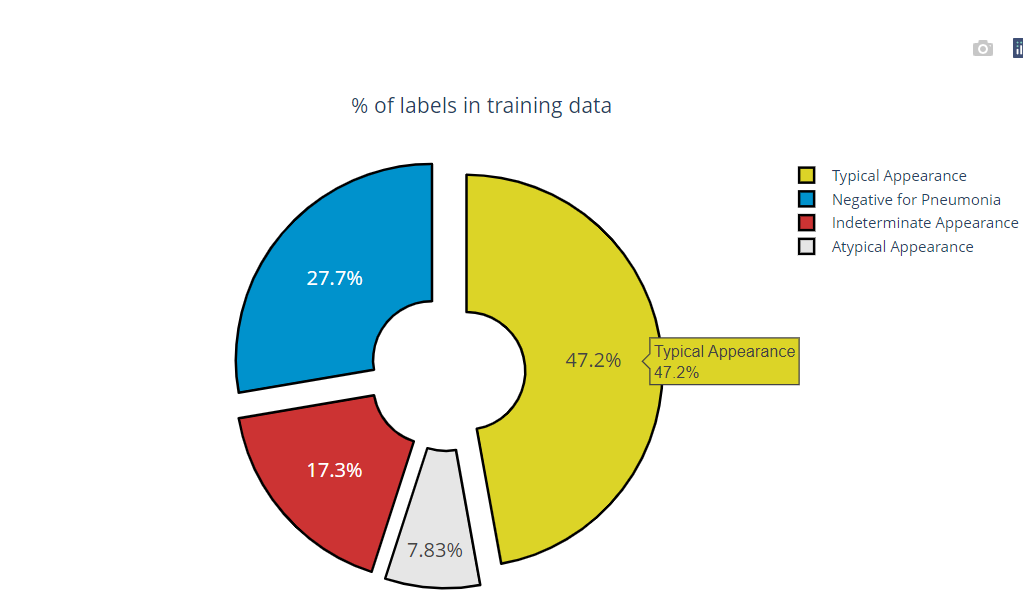 % of labels in training data
Typical Appearance
Negative for Pneumonia
Indeterminate Appearance
Atypical Appearance
27.7%
47.2%
Typical Appearance
47.2%
17.3%
7.83%